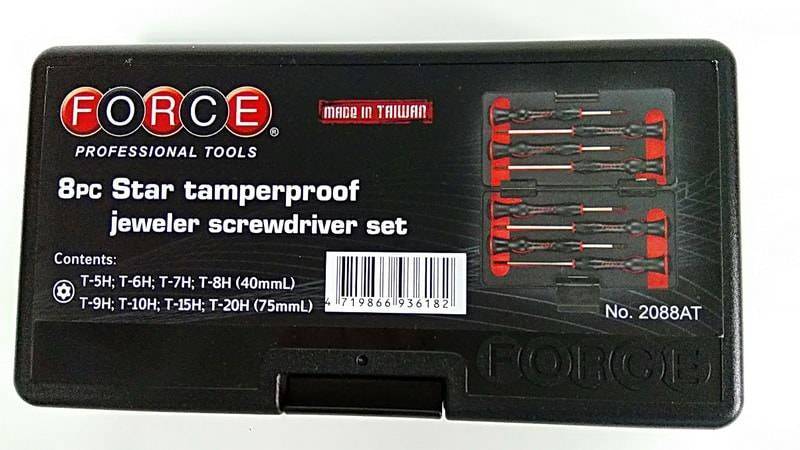 FORCE®
PROFESSIONAL TOOLS
MADE IN TAIWAN
8PC Star tamperproof
jeweler screwdriver set
Contents:
T-5H; T-6H; T-7H; T-8H (40mmL)
T-9H; T-10H; T-15H; T-20H (75mmL)
4 719866 936182
No. 2088AT
FORCE